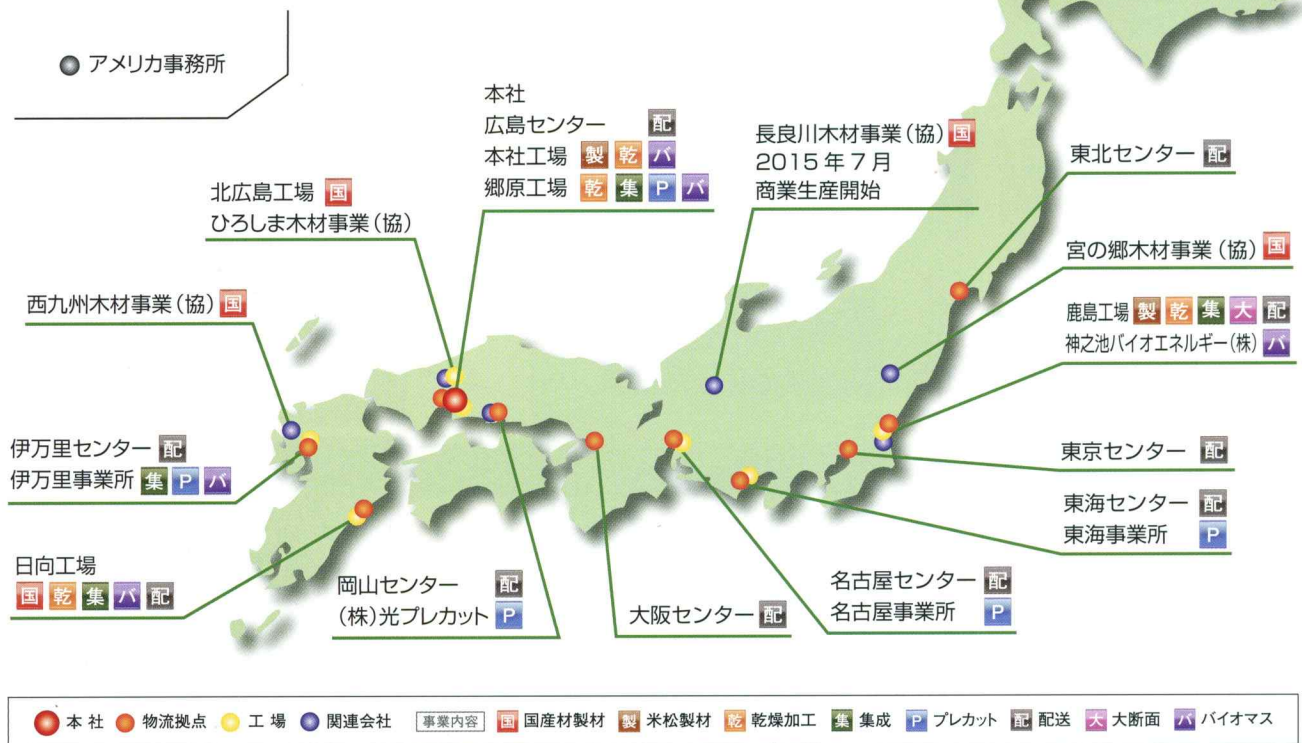 アメリカ事務所
本社
広島センター 配
本社工場 製 乾 バ
郷原工場 乾 集 P バ
長良川木材事業(協) 国
2015年7月
商業生産開始
東北センター 配
北広島工場 国
ひろしま木材事業(協)
宮の郷木材事業(協) 国
西九州木材事業(協) 国
鹿島工場 製 乾 集 大 配
神之池バイオエネルギー(株) バ
伊万里センター 配
伊万里事業所 集 P バ
東京センター 配
東海センター 配
東海事業所 P
日向工場
国 乾 集 バ 配
岡山センター 配
(株)光プレカット P
大阪センター 配
名古屋センター 配
名古屋事業所 P
本社 物流拠点 工場 関連会社 事業内容 国 国産材製材 製 米松製材 乾 乾燥加工 集 集成 P プレカット 配 配送 大 大断面 バ バイオマス